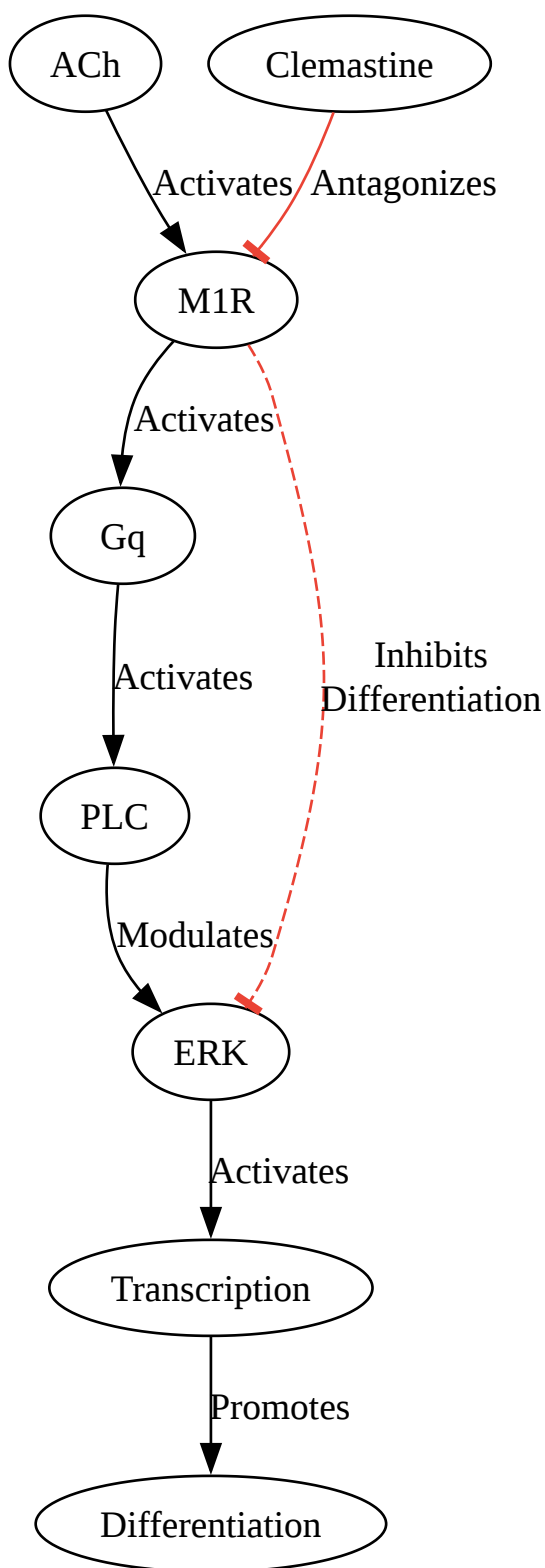 ACh
Clemastine
Activates
Antagonizes
M1R
Activates
Gq
Inhibits
Differentiation
Activates
PLC
Modulates
ERK
Activates
Transcription
Promotes
Differentiation